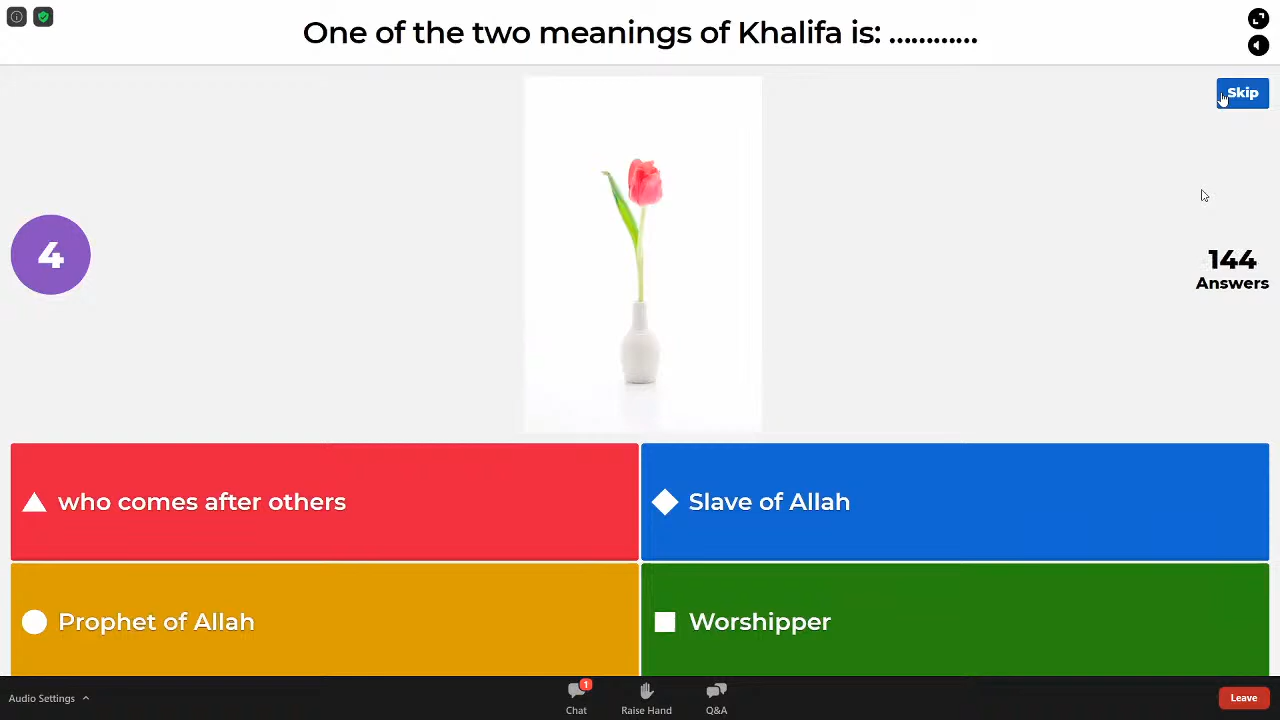 One of the two meanings of Khalifa is: ............
Skip
4
144
Answers
who comes after others
Slave of Allah
Prophet of Allah
Worshipper
Audio Settings
1
Chat
Raise Hand
Q&A
Leave